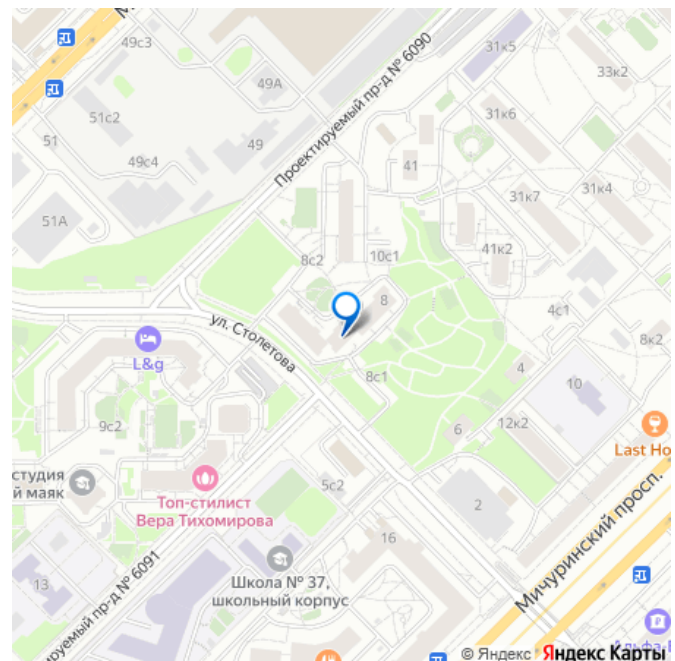 49с3
49А
31к5
33к2
51с2
Проектируемый пр-д № 6090
31к6
51
49
49с4
41
31к7
31к4
51А
8с2
10с1
41к2
8
4с1
ул. Столетова
8к2
L&g
8с1
4
10
9с2
6
12к2
Last Ho
студия
й маяк
Топ-стилист
Вера Тихомирова
5с2
2
16
Мичуринский просп.
13
Школа № 37,
школьный корпус
ируемый пр-д № 6091
© Яндекс Яндекс Карты